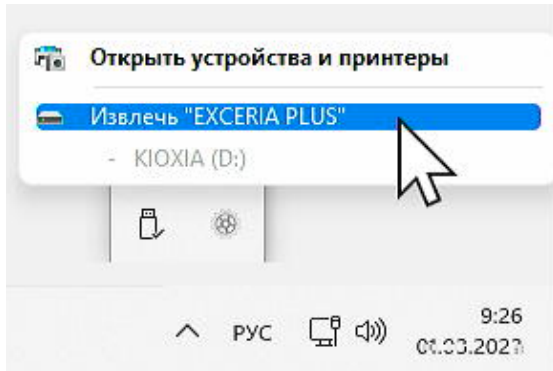 Открыть устройства и принтеры
Извлечь "EXCERIA PLUS"
- KIOXIA (D:)
РУС
9:26